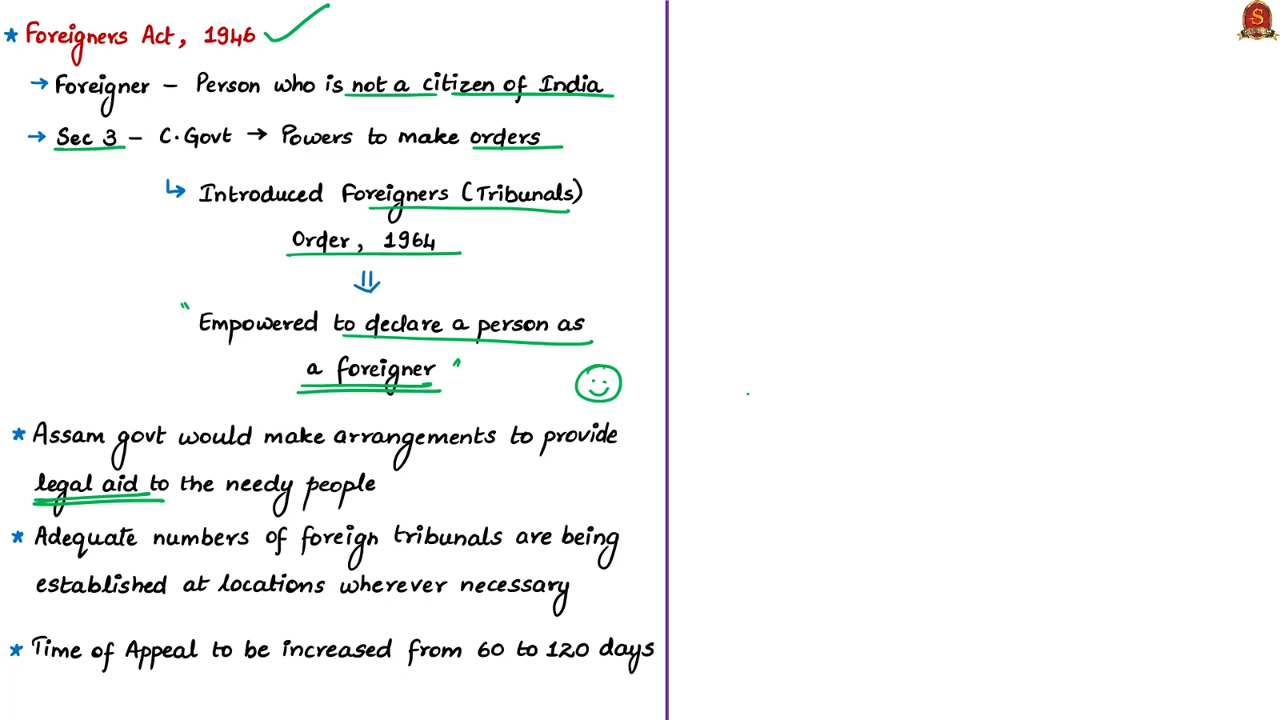 * Foreigners Act, 1946
→ Foreigner – Person who is not a citizen of India
→ Sec 3 – C.Govt → Powers to make orders
↳ Introduced Foreigners (Tribunals)
Order, 1964
⇓
"Empowered to declare a person as
a foreigner"
* Assam govt would make arrangements to provide
legal aid to the needy people
* Adequate numbers of foreign tribunals are being
established at locations wherever necessary
* Time of Appeal to be increased from 60 to 120 days
S